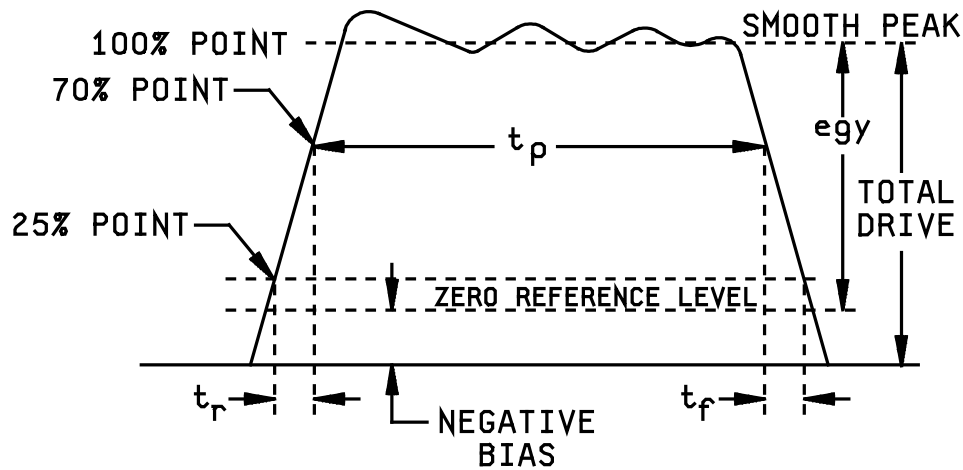 SMOOTH PEAK
100% POINT
70% POINT
egy
tp
TOTAL
DRIVE
25% POINT
ZERO REFERENCE LEVEL
tr
tf
NEGATIVE
BIAS